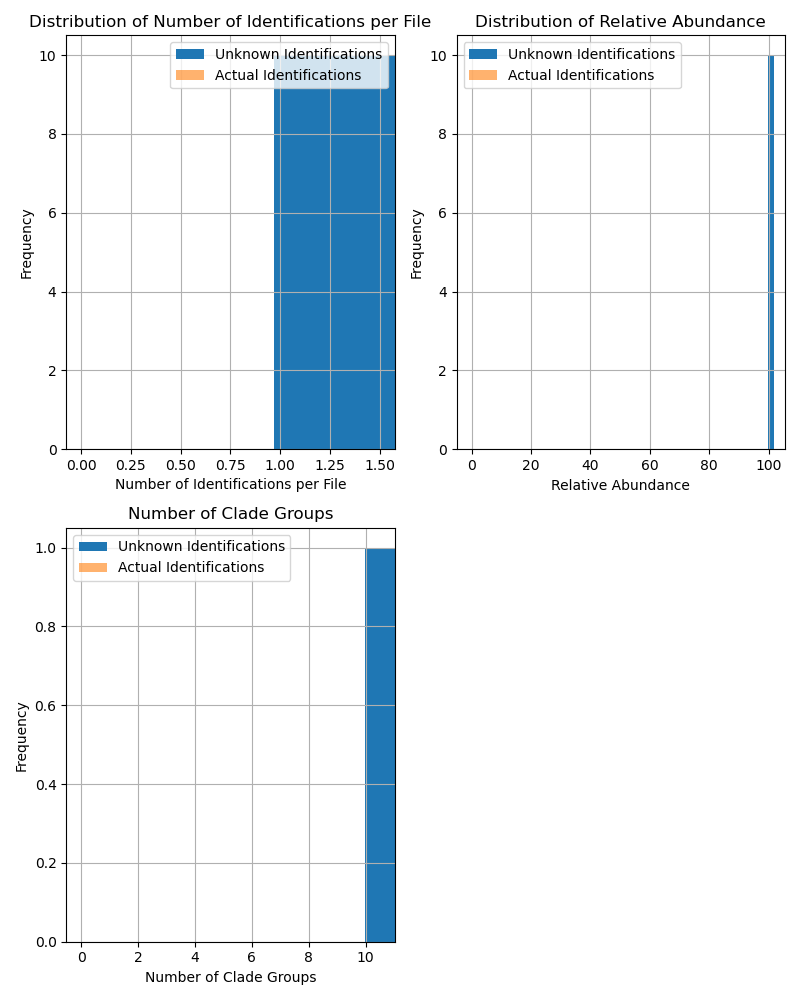 Distribution of Number of Identifications per File
Unknown Identifications
Actual Identifications
10
8
6
4
2
0
Frequency
0.00 0.25 0.50 0.75 1.00 1.25 1.50
Number of Identifications per File
Distribution of Relative Abundance
Unknown Identifications
Actual Identifications
10
8
6
4
2
0
Frequency
0 20 40 60 80 100
Relative Abundance
Number of Clade Groups
Unknown Identifications
Actual Identifications
1.0
0.8
0.6
0.4
0.2
0.0
Frequency
0 2 4 6 8 10
Number of Clade Groups